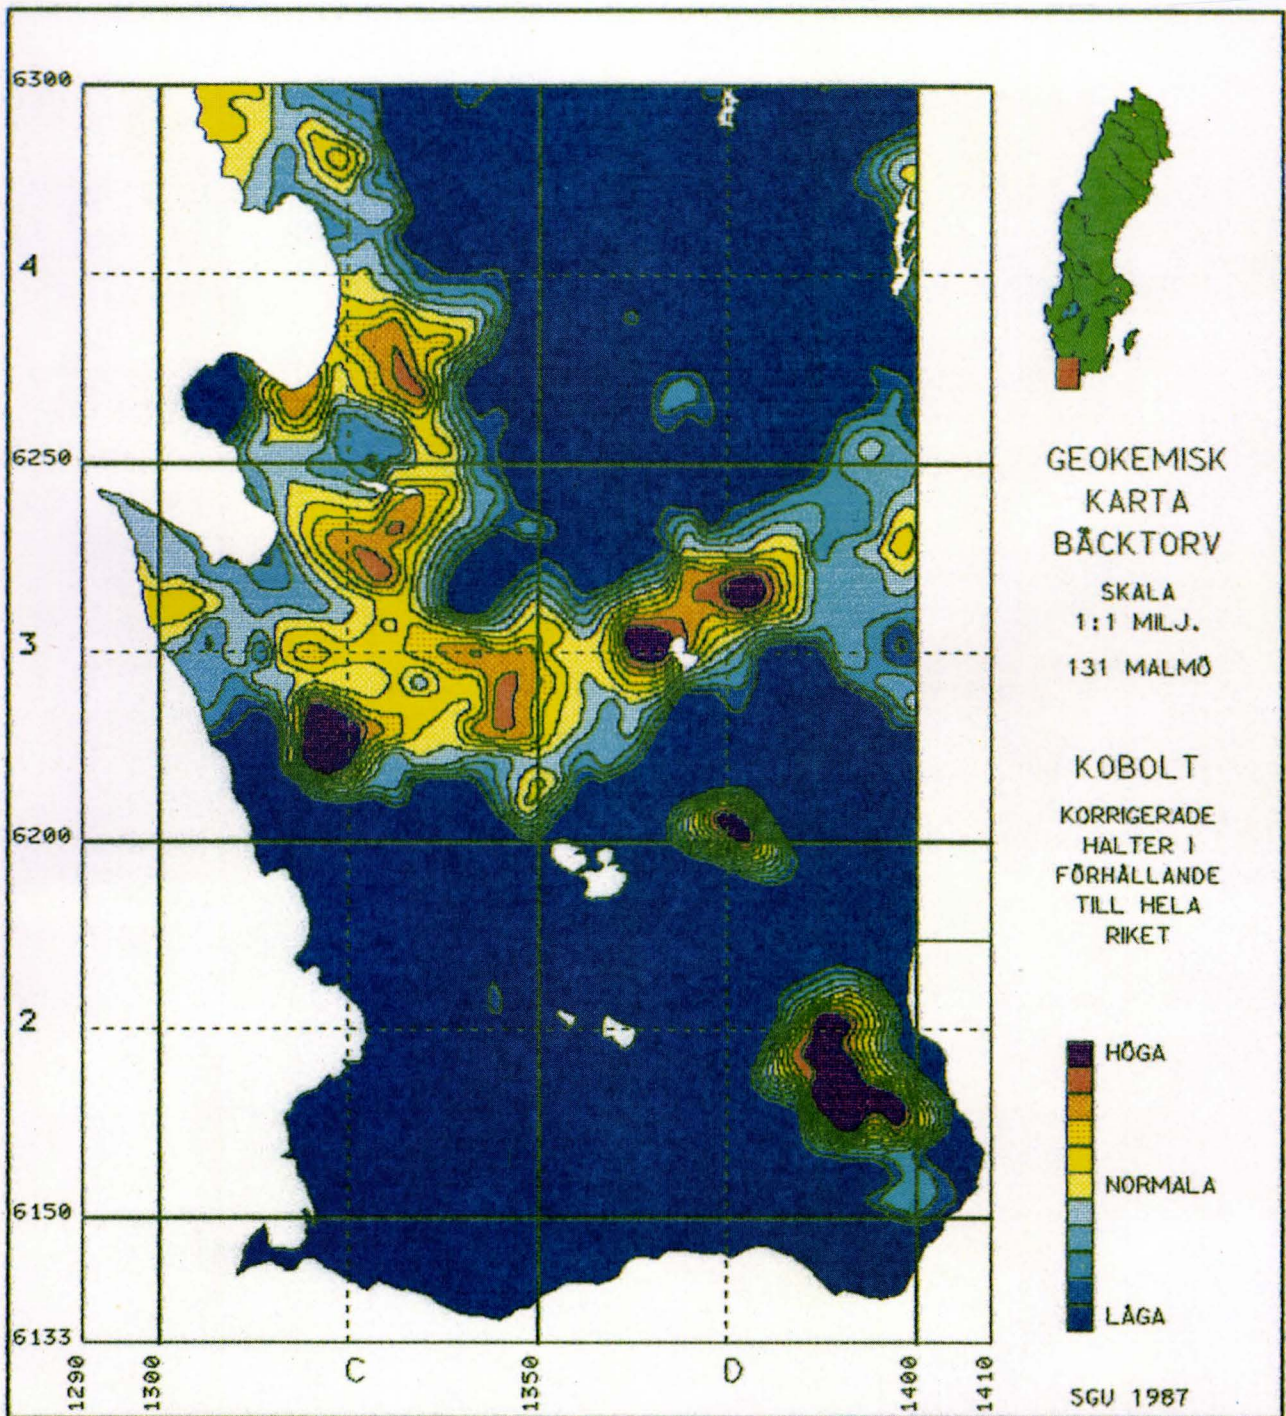 6300
4
6250
3
6200
2
6150
6133
1290
1300
C
1350
D
1400
1410
GEOKEMISK
KARTA
BÄCKTORV
SKALA
1:1 MILJ.
131 MALMÖ
KOBOLT
KORRIGERADE
HALTER I
FÖRHÅLLANDE
TILL HELA
RIKET
HÖGA
NORMALA
LÅGA
SGU 1987